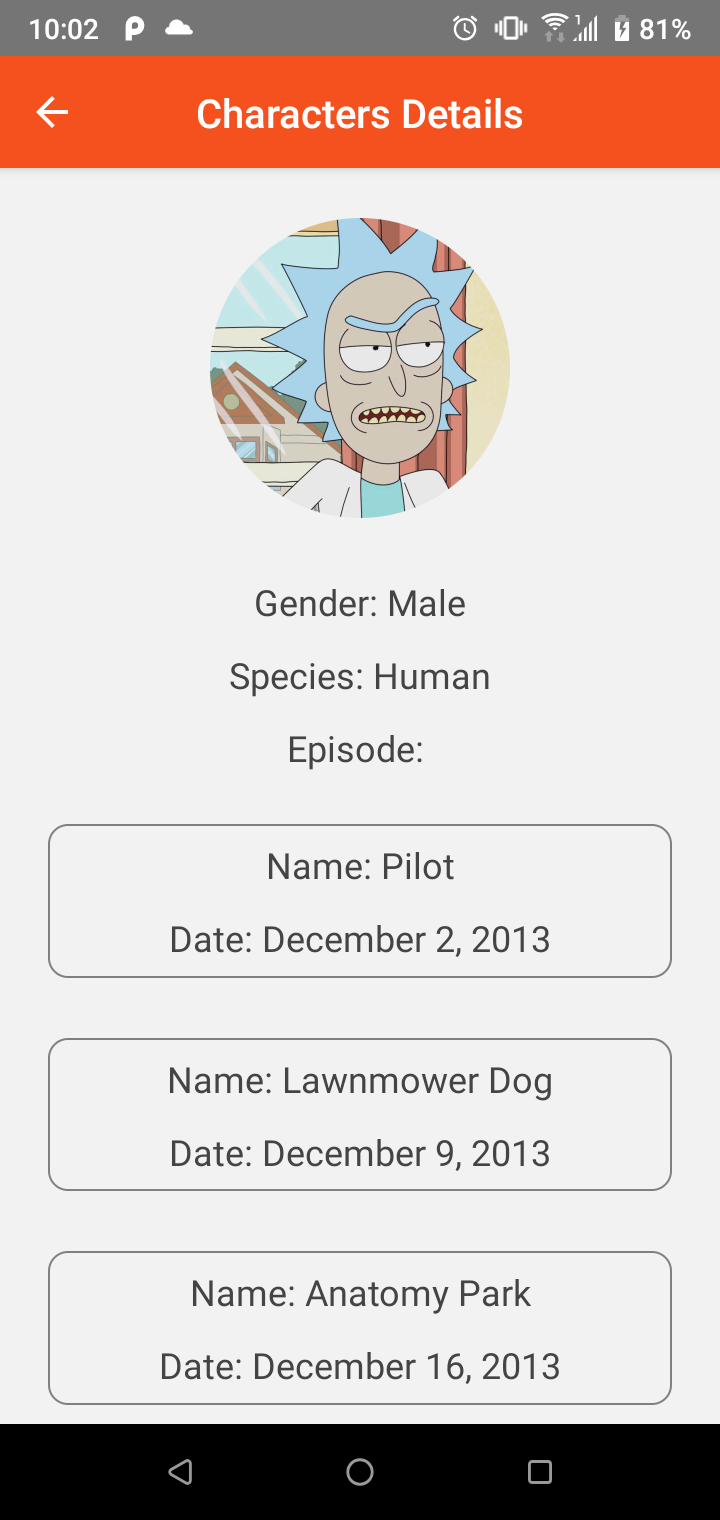 10:02
1
81%
Characters Details
Gender: Male
Species: Human
Episode:
Name: Pilot
Date: December 2, 2013
Name: Lawnmower Dog
Date: December 9, 2013
Name: Anatomy Park
Date: December 16, 2013